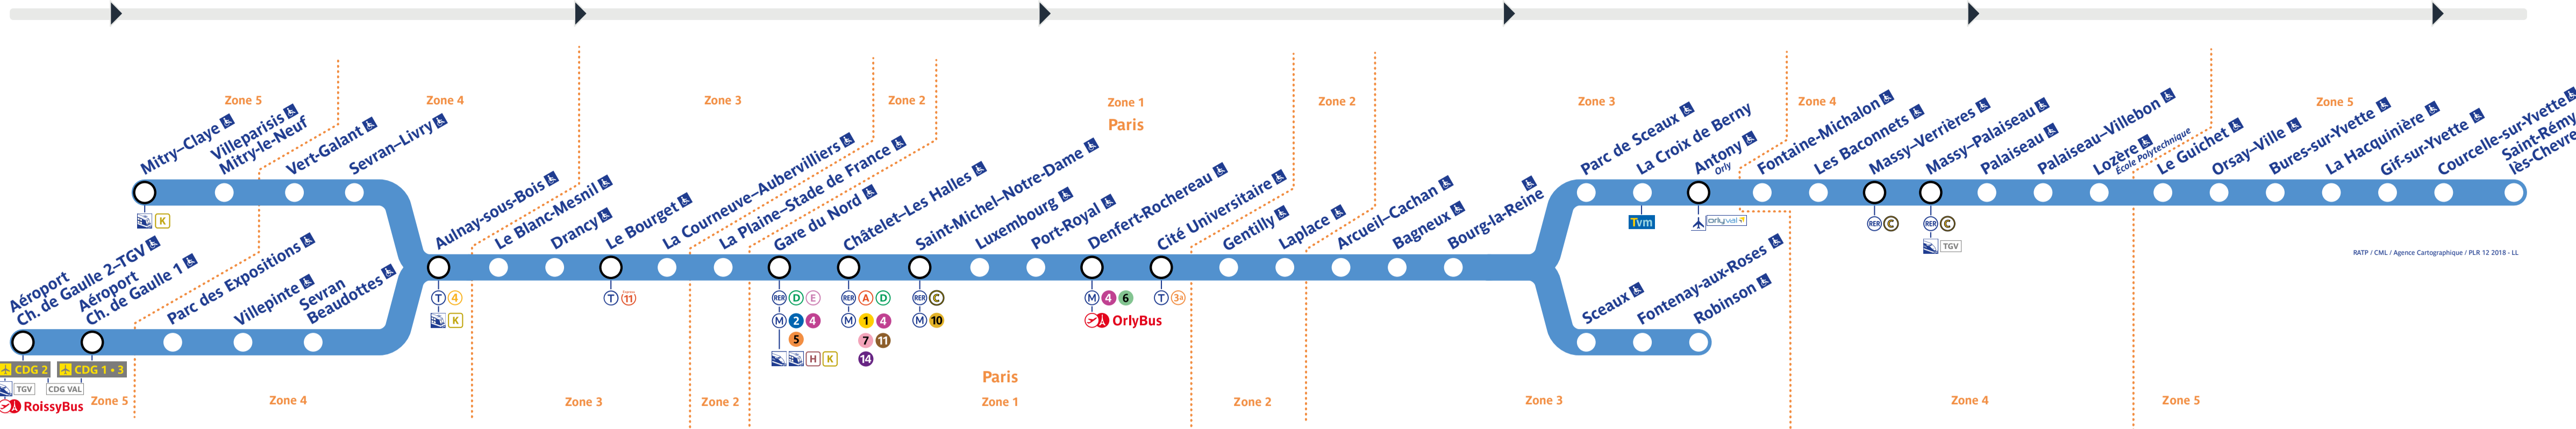 Zone 5
Zone 4
Zone 3
Zone 2
Zone 1
Paris
Zone 2
Zone 3
Zone 4
Zone 5
Mitry–Claye
Villeparisis
Mitry-le-Neuf
Vert-Galant
Sevran–Livry
K
Aéroport
Ch. de Gaulle 2–TGV
Aéroport
Ch. de Gaulle 1
Parc des Expositions
Villepinte
Sevran
Beaudottes
CDG 2
CDG 1 • 3
TGV
CDG VAL
RoissyBus
Aulnay-sous-Bois
T 4
K
Le Blanc-Mesnil
Drancy
Le Bourget
T 11
La Courneuve–Aubervilliers
La Plaine–Stade de France
Gare du Nord
RER D E
M 2 4
5
H K
Châtelet–Les Halles
RER A D
M 1 4
7 11
14
Saint-Michel–Notre-Dame
RER C
M 10
Luxembourg
Port-Royal
Denfert-Rochereau
M 4 6
OrlyBus
Cité Universitaire
T 3a
Gentilly
Laplace
Arcueil–Cachan
Bagneux
Bourg-la-Reine
Parc de Sceaux
La Croix de Berny
Tvm
Antony
Orly
orlyval
Fontaine-Michalon
Les Baconnets
Massy–Verrières
RER C
Massy–Palaiseau
RER C
TGV
Palaiseau
Palaiseau–Villebon
Lozère
École Polytechnique
Le Guichet
Orsay–Ville
Bures-sur-Yvette
La Hacquinière
Gif-sur-Yvette
Courcelle-sur-Yvette
Saint-Rémy
lès-Chevre
Sceaux
Fontenay-aux-Roses
Robinson
RATP / CML / Agence Cartographique / PLR 12 2018 - LL
Zone 5
Zone 4
Zone 3
Zone 2
Paris
Zone 1
Zone 2
Zone 3
Zone 4
Zone 5